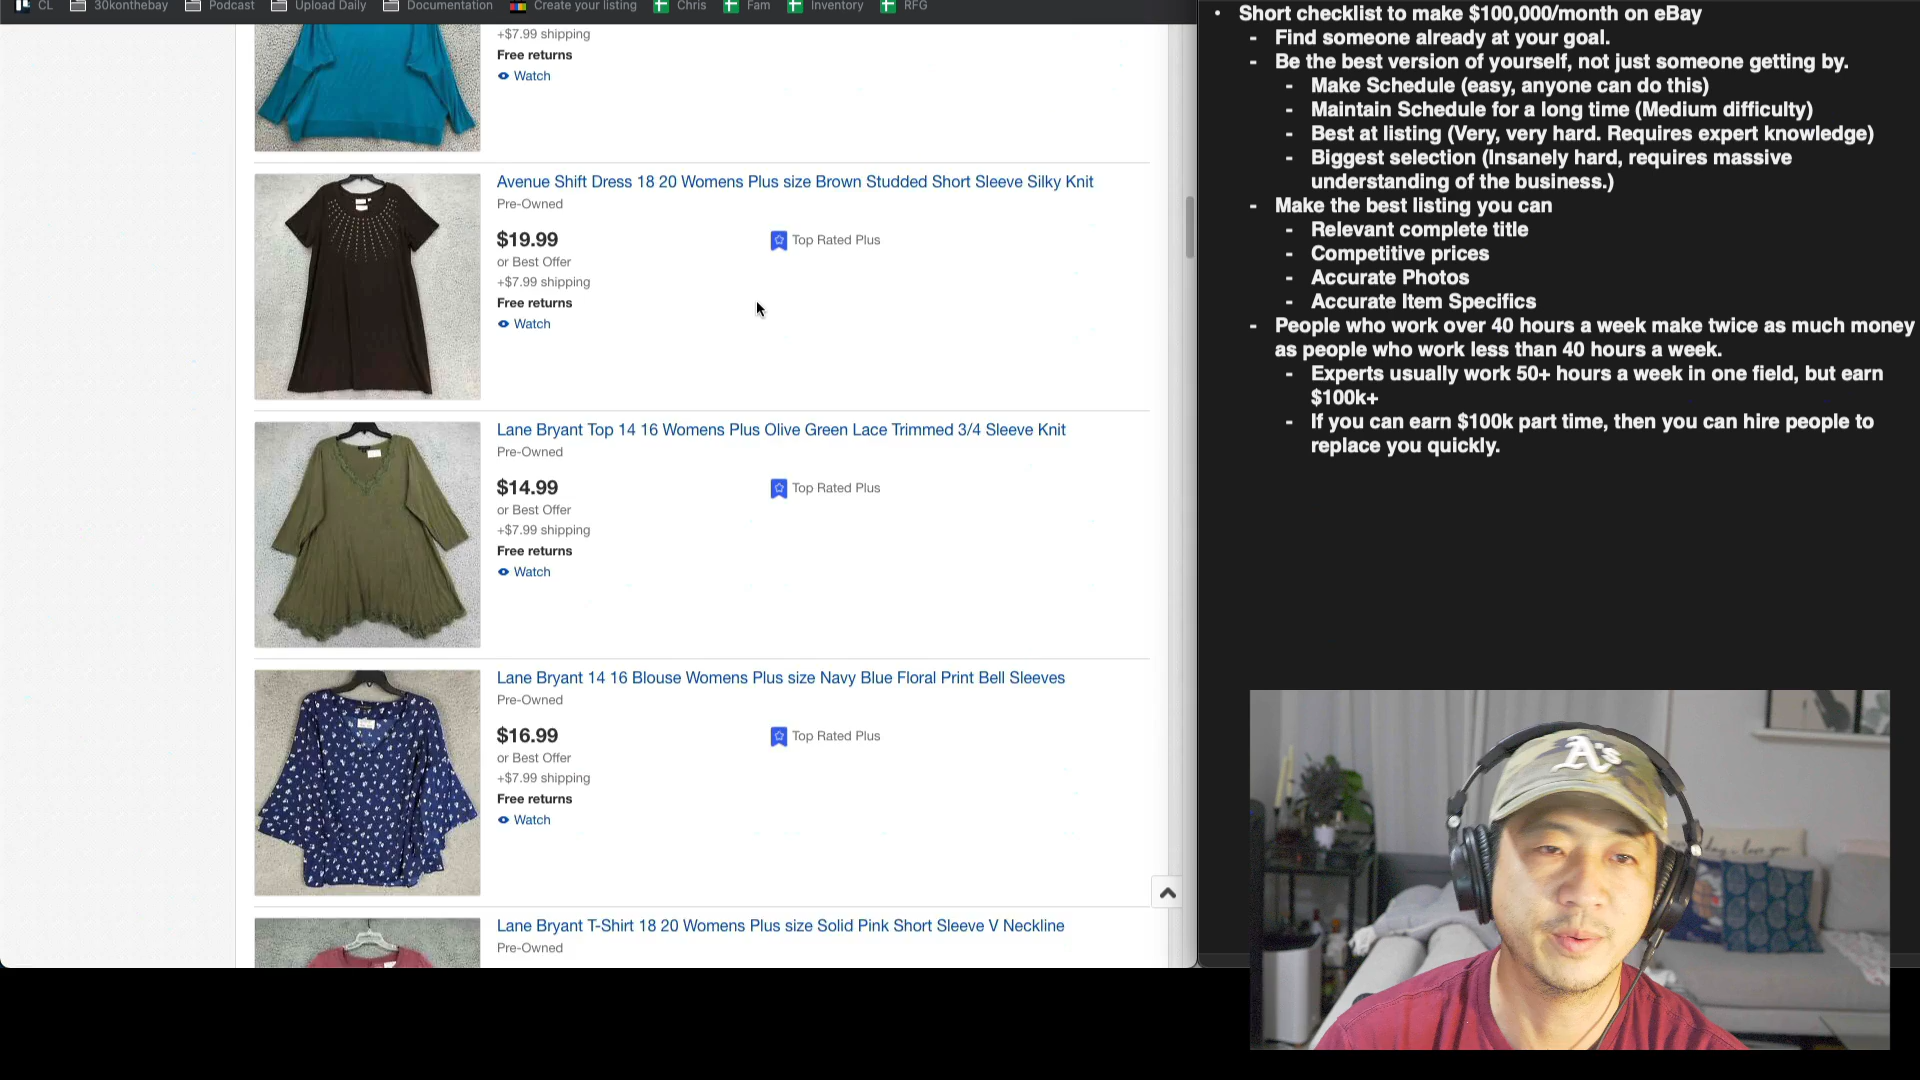 CL 30konthebay Podcast Upload Daily Documentation Create your listing Chris Fam Inventory RFG
+$7.99 shipping
Free returns
Watch
Avenue Shift Dress 18 20 Womens Plus size Brown Studded Short Sleeve Silky Knit
Pre-Owned
$19.99
Top Rated Plus
or Best Offer
+$7.99 shipping
Free returns
Watch
Lane Bryant Top 14 16 Womens Plus Olive Green Lace Trimmed 3/4 Sleeve Knit
Pre-Owned
$14.99
Top Rated Plus
or Best Offer
+$7.99 shipping
Free returns
Watch
Lane Bryant 14 16 Blouse Womens Plus size Navy Blue Floral Print Bell Sleeves
Pre-Owned
$16.99
Top Rated Plus
or Best Offer
+$7.99 shipping
Free returns
Watch
Lane Bryant T-Shirt 18 20 Womens Plus size Solid Pink Short Sleeve V Neckline
Pre-Owned
• Short checklist to make $100,000/month on eBay
- Find someone already at your goal.
- Be the best version of yourself, not just someone getting by.
- Make Schedule (easy, anyone can do this)
- Maintain Schedule for a long time (Medium difficulty)
- Best at listing (Very, very hard. Requires expert knowledge)
- Biggest selection (Insanely hard, requires massive
understanding of the business.)
- Make the best listing you can
- Relevant complete title
- Competitive prices
- Accurate Photos
- Accurate Item Specifics
- People who work over 40 hours a week make twice as much money
as people who work less than 40 hours a week.
- Experts usually work 50+ hours a week in one field, but earn
$100k+
- If you can earn $100k part time, then you can hire people to
replace you quickly.
A's